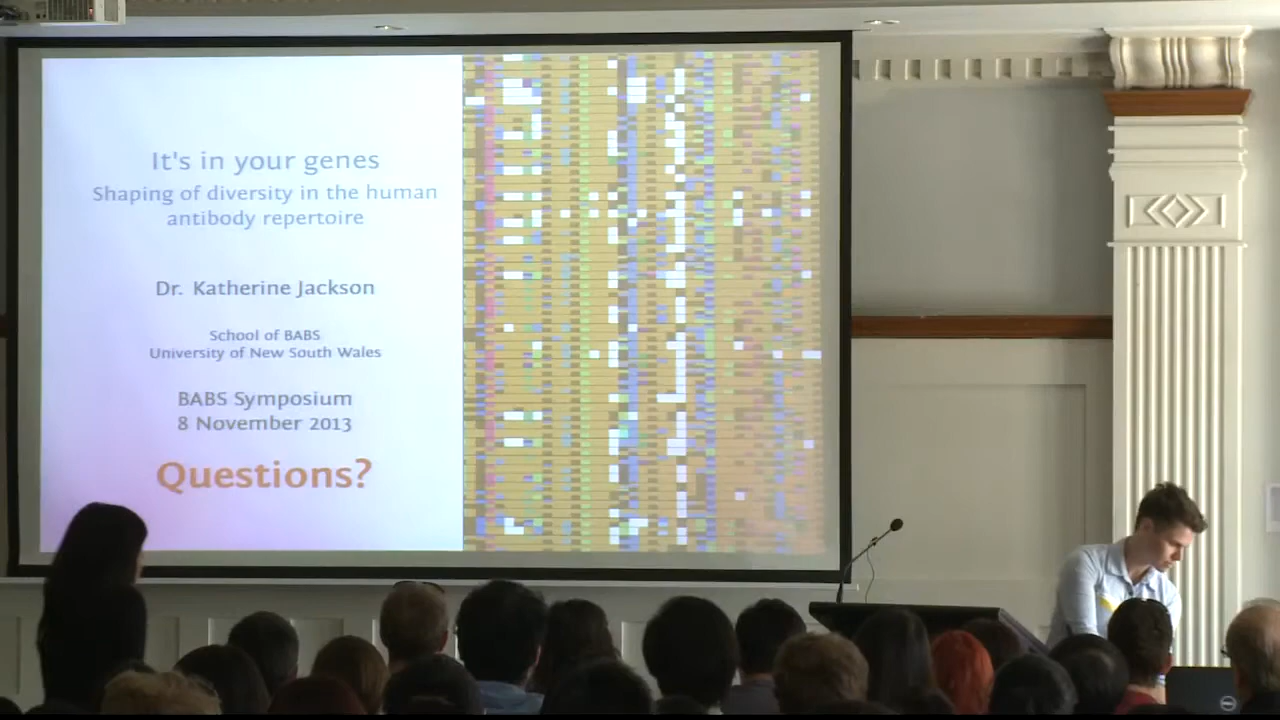 It's in your genes
Shaping of diversity in the human
antibody repertoire
Dr. Katherine Jackson
School of BABS
University of New South Wales
BABS Symposium
8 November 2013
Questions?
DELL